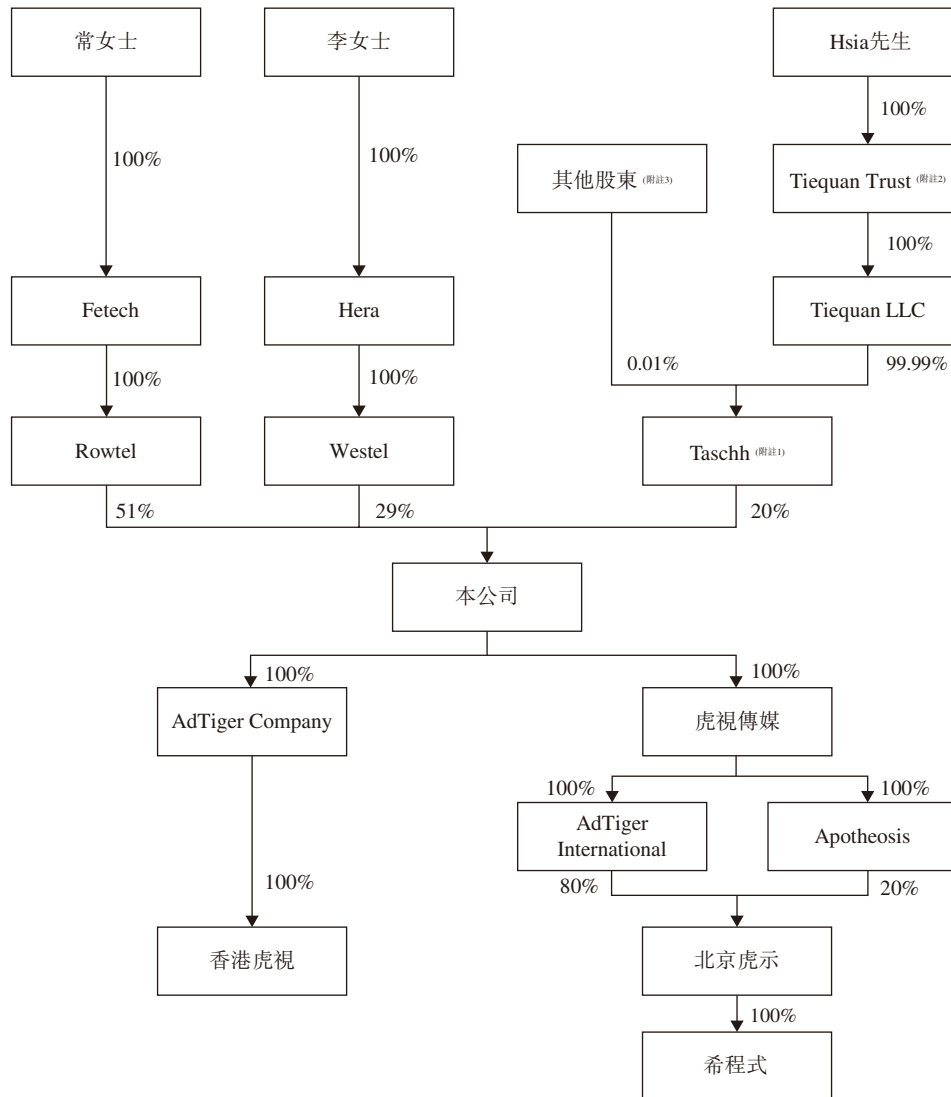 常女士
李女士
Hsia先生
100%
100%
100%
其他股東 (附註3)
Tiequan Trust (附註2)
100%
Fetech
Hera
Tiequan LLC
100%
100%
0.01%
99.99%
Rowtel
Westel
Taschh (附註1)
51%
29%
20%
本公司
100%
100%
AdTiger Company
虎視傳媒
100%
100%
AdTiger
International
Apotheosis
100%
80%
20%
香港虎視
北京虎示
100%
希程式